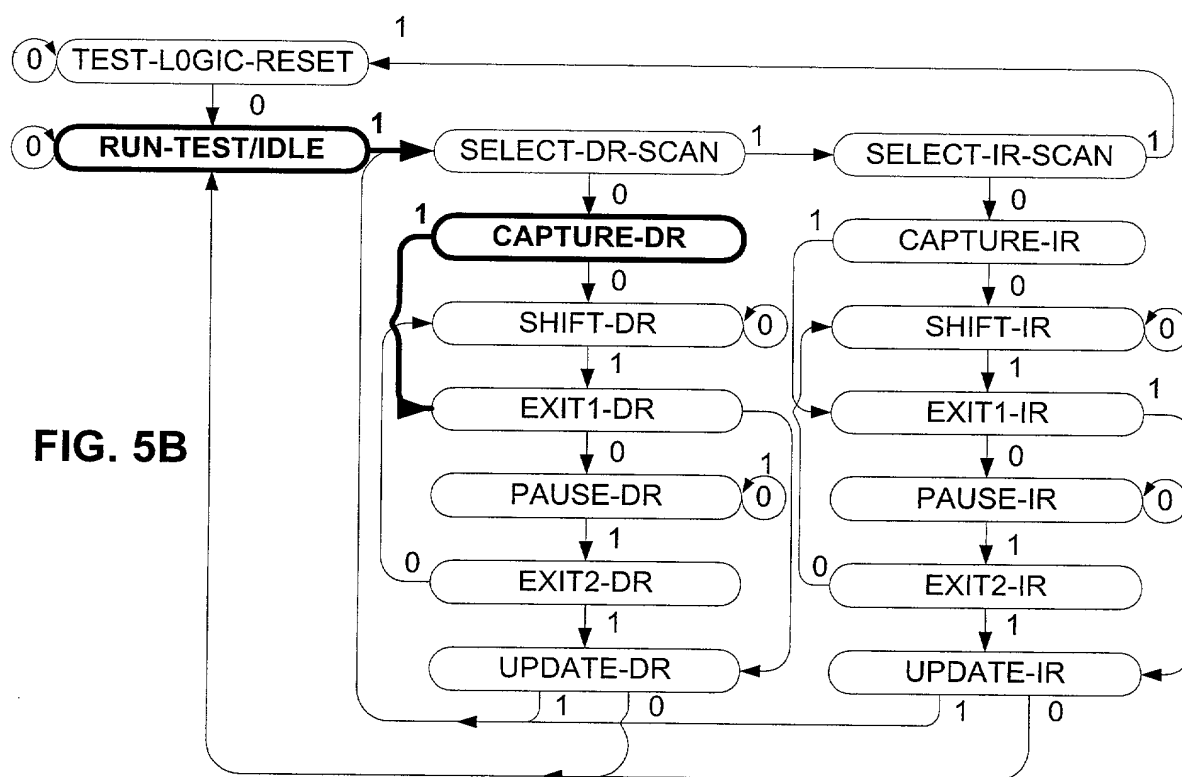 1
0 TEST-L0GIC-RESET
0
0 RUN-TEST/IDLE 1 SELECT-DR-SCAN 1 SELECT-IR-SCAN 1
0 0
1 CAPTURE-DR 1 CAPTURE-IR
0 0
SHIFT-DR 0 SHIFT-IR 0
1 1
EXIT1-DR EXIT1-IR 1
FIG. 5B
0 1 0
PAUSE-DR 0 PAUSE-IR 0
1 1
0 EXIT2-DR 0 EXIT2-IR
1 1
UPDATE-DR UPDATE-IR
1 0 1 0